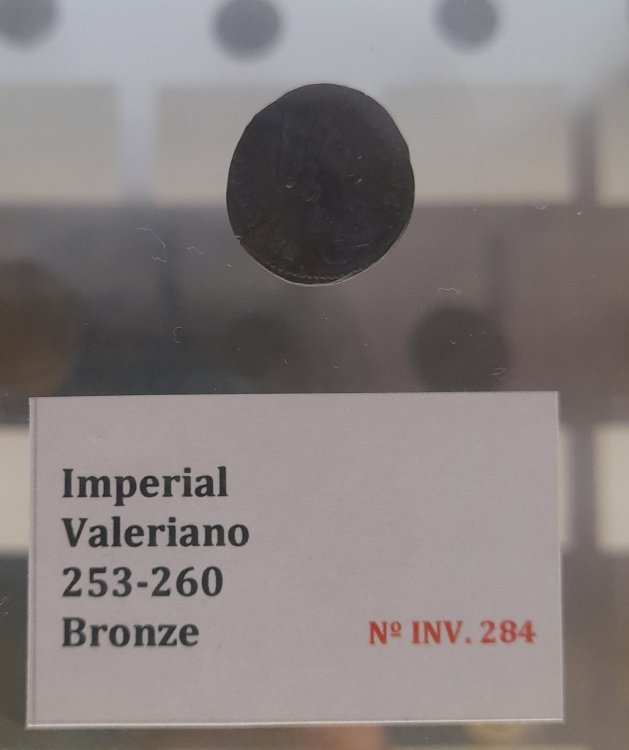 Imperial
Valeriano
253-260
Bronze
Nº INV. 284